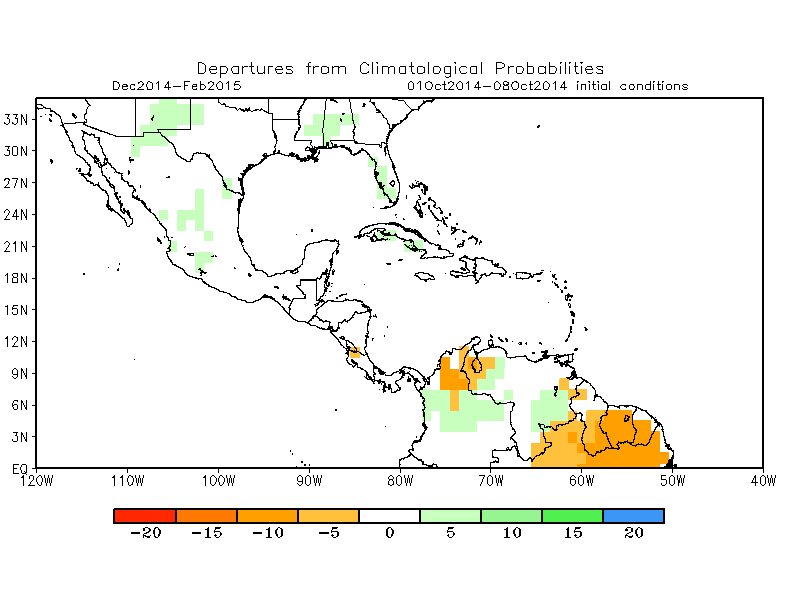 Departures from Climatological Probabilities
Dec2014-Feb2015 01Oct2014-08Oct2014 initial conditions
33N
30N
27N
24N
21N
18N
15N
12N
9N
6N
3N
EQ
120W 110W 100W 90W 80W 70W 60W 50W 40W
-20 -15 -10 -5 0 5 10 15 20